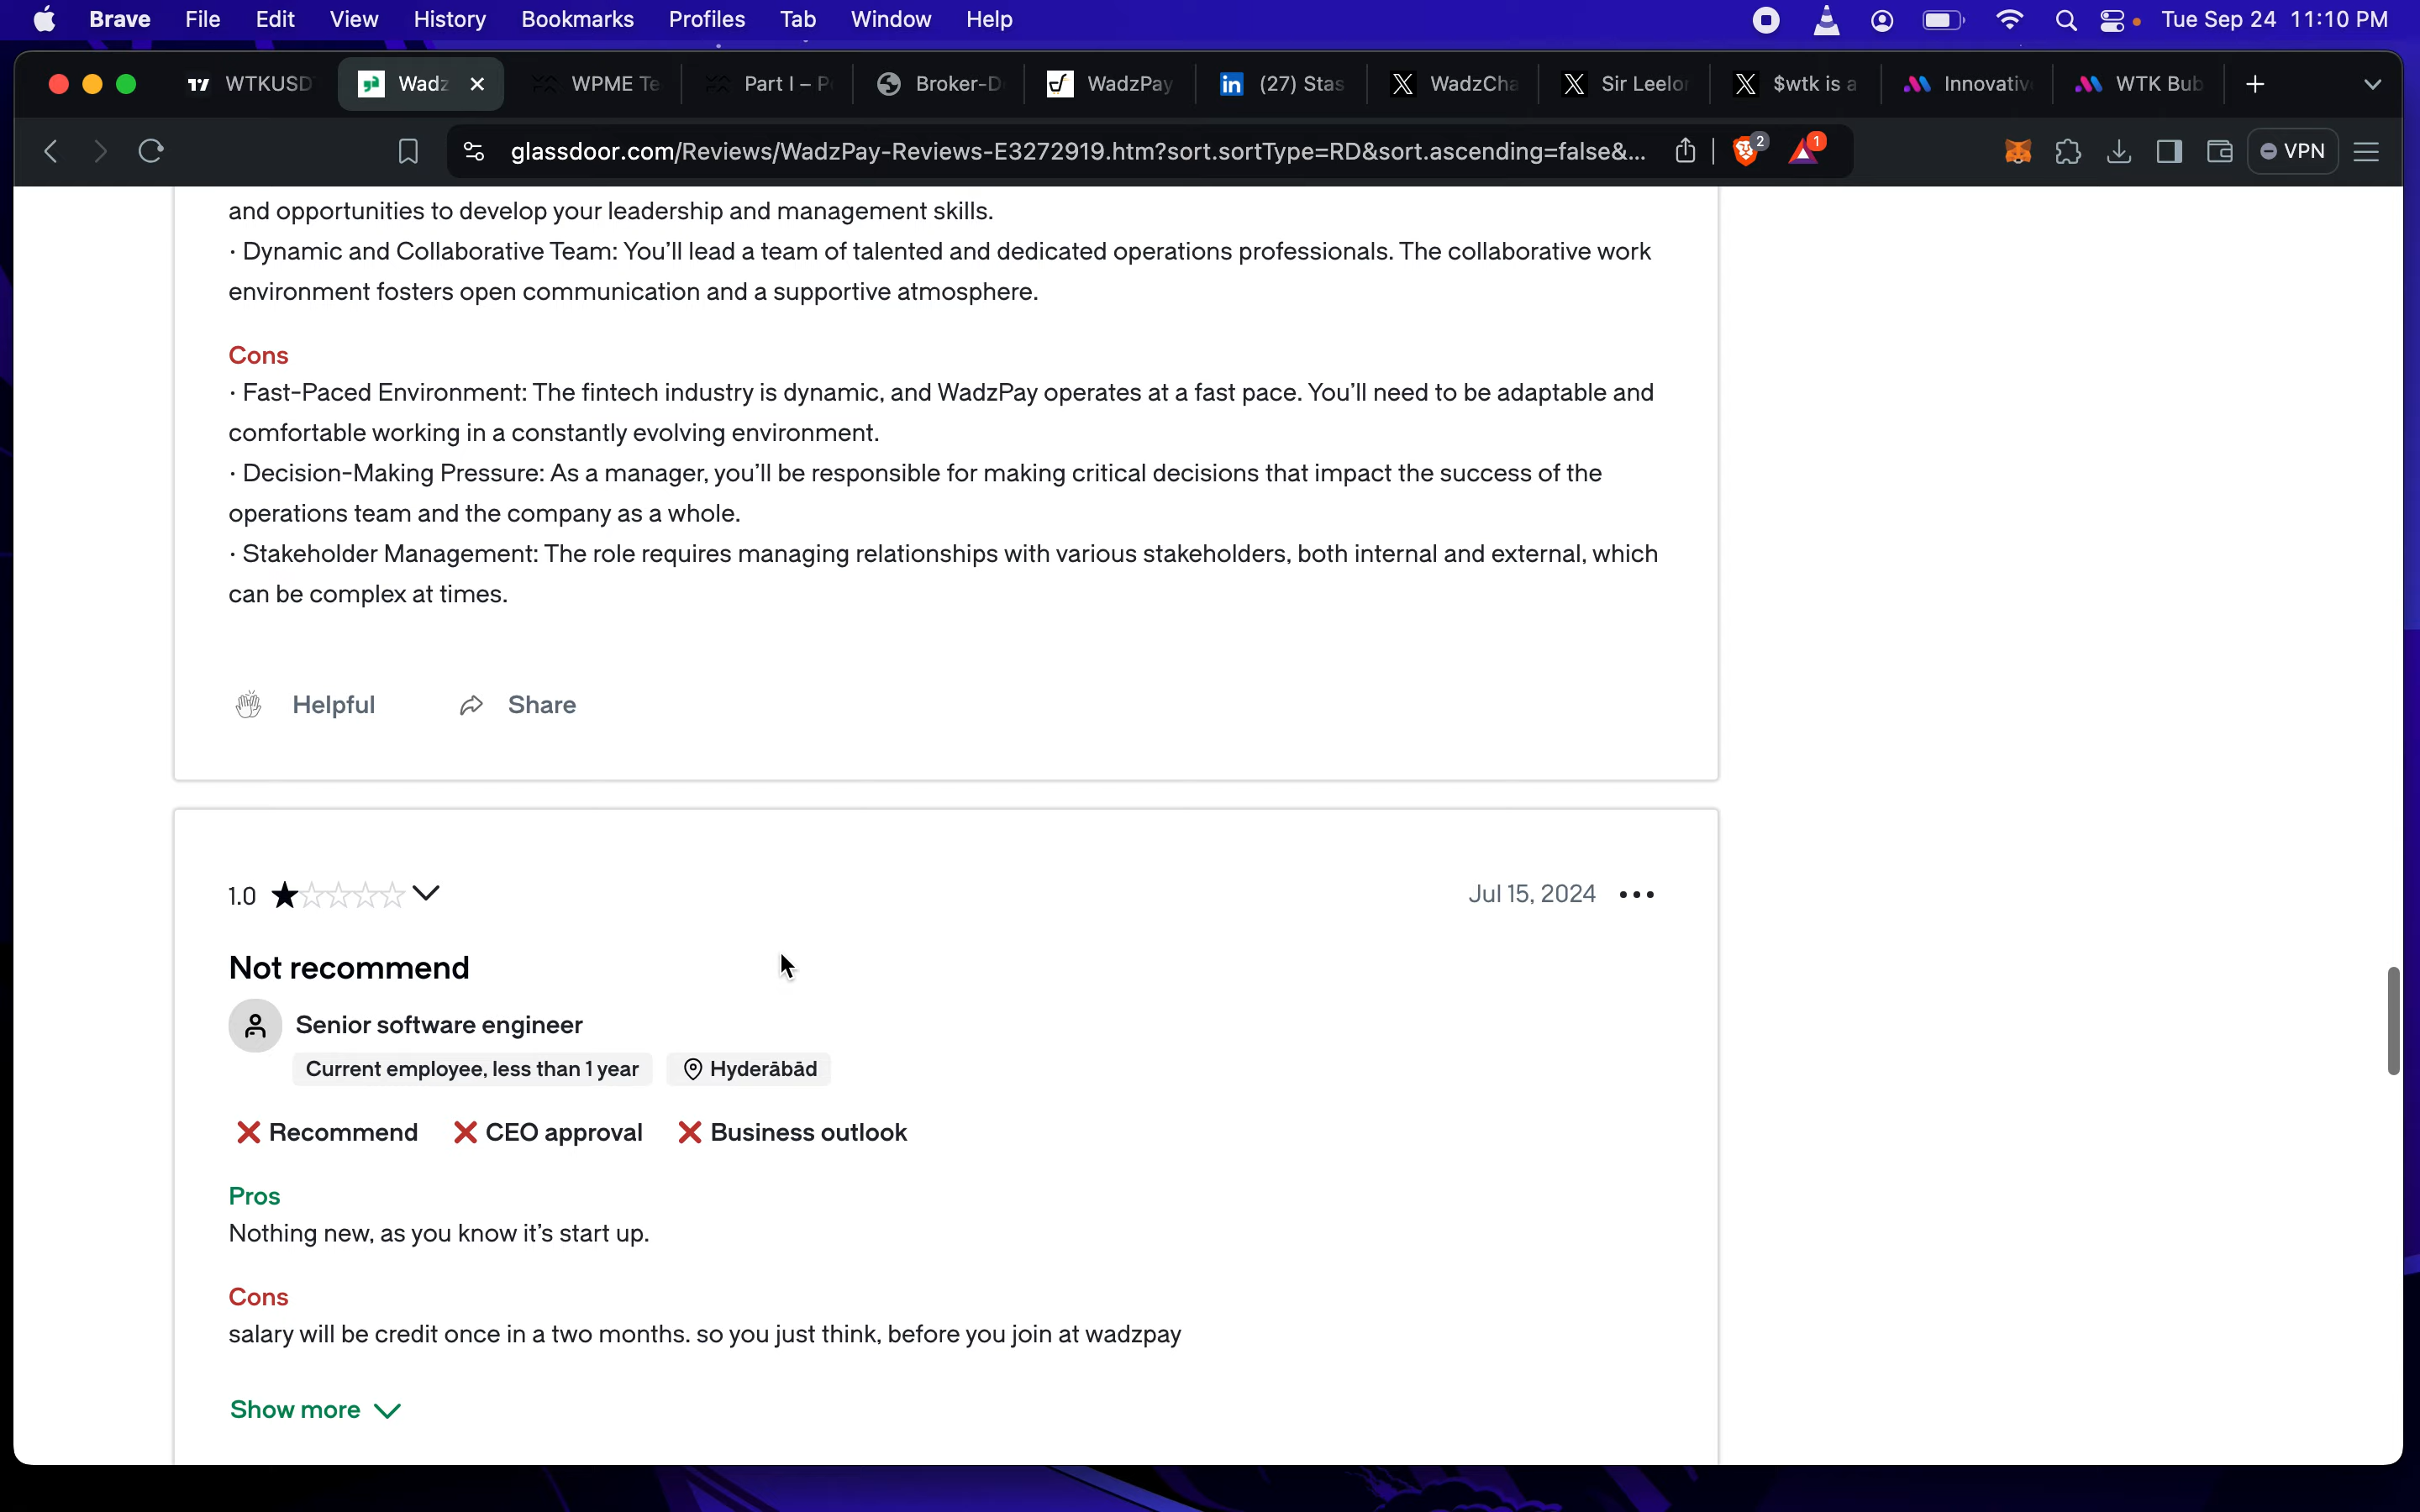 Brave File Edit View History Bookmarks Profiles Tab Window Help Tue Sep 24 11:10 PM
WTKUSD Wadz WPME Te Part I – P Broker-D WadzPay (27) Stas WadzCha Sir Leelo $wtk is a Innovativ WTK Bub
glassdoor.com/Reviews/WadzPay-Reviews-E3272919.htm?sort.sortType=RD&sort.ascending=false&... 2 1 VPN
and opportunities to develop your leadership and management skills.
· Dynamic and Collaborative Team: You’ll lead a team of talented and dedicated operations professionals. The collaborative work
environment fosters open communication and a supportive atmosphere.
Cons
· Fast-Paced Environment: The fintech industry is dynamic, and WadzPay operates at a fast pace. You’ll need to be adaptable and
comfortable working in a constantly evolving environment.
· Decision-Making Pressure: As a manager, you’ll be responsible for making critical decisions that impact the success of the
operations team and the company as a whole.
· Stakeholder Management: The role requires managing relationships with various stakeholders, both internal and external, which
can be complex at times.
Helpful Share
1.0 Jul 15, 2024
Not recommend
Senior software engineer
Current employee, less than 1 year Hyderābād
Recommend CEO approval Business outlook
Pros
Nothing new, as you know it’s start up.
Cons
salary will be credit once in a two months. so you just think, before you join at wadzpay
Show more